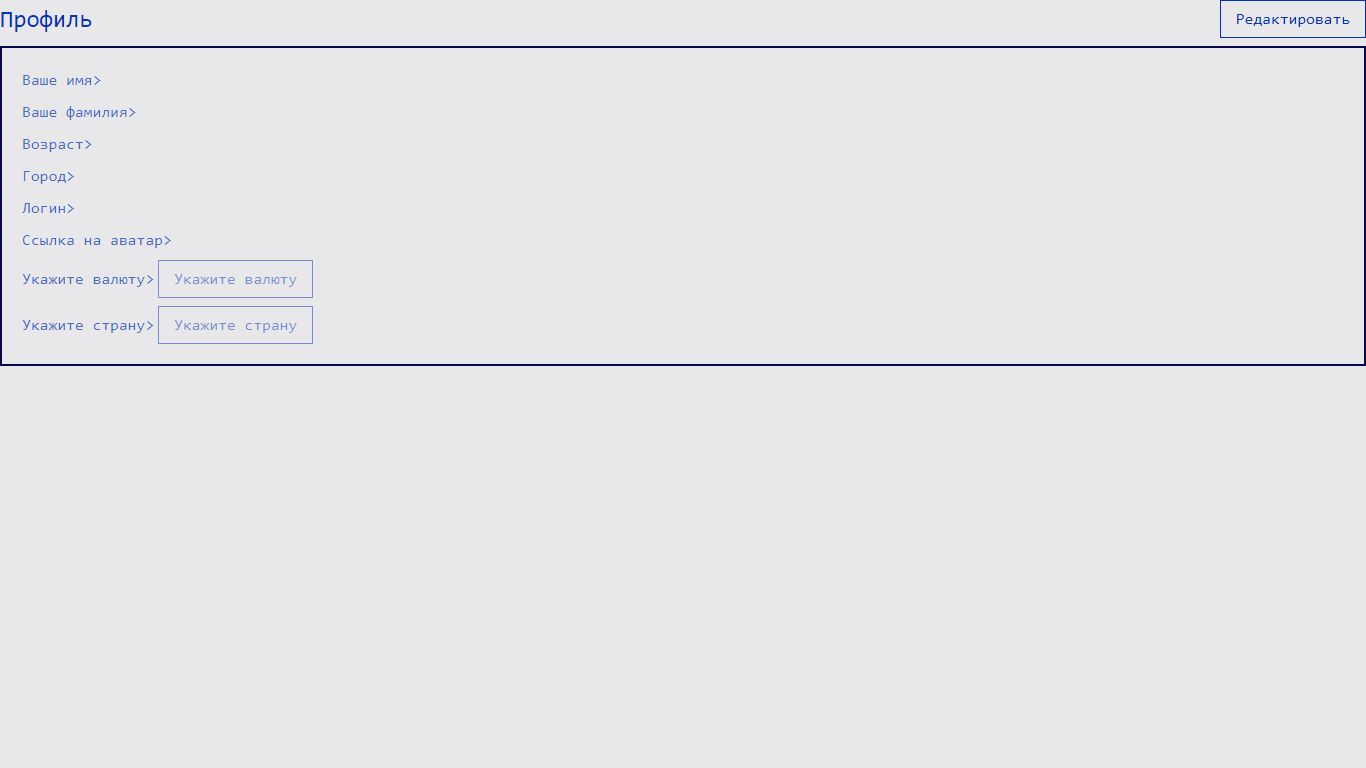 Профиль
Редактировать
Ваше имя>
Ваше фамилия>
Возраст>
Город>
Логин>
Ссылка на аватар>
Укажите валюту> Укажите валюту
Укажите страну> Укажите страну